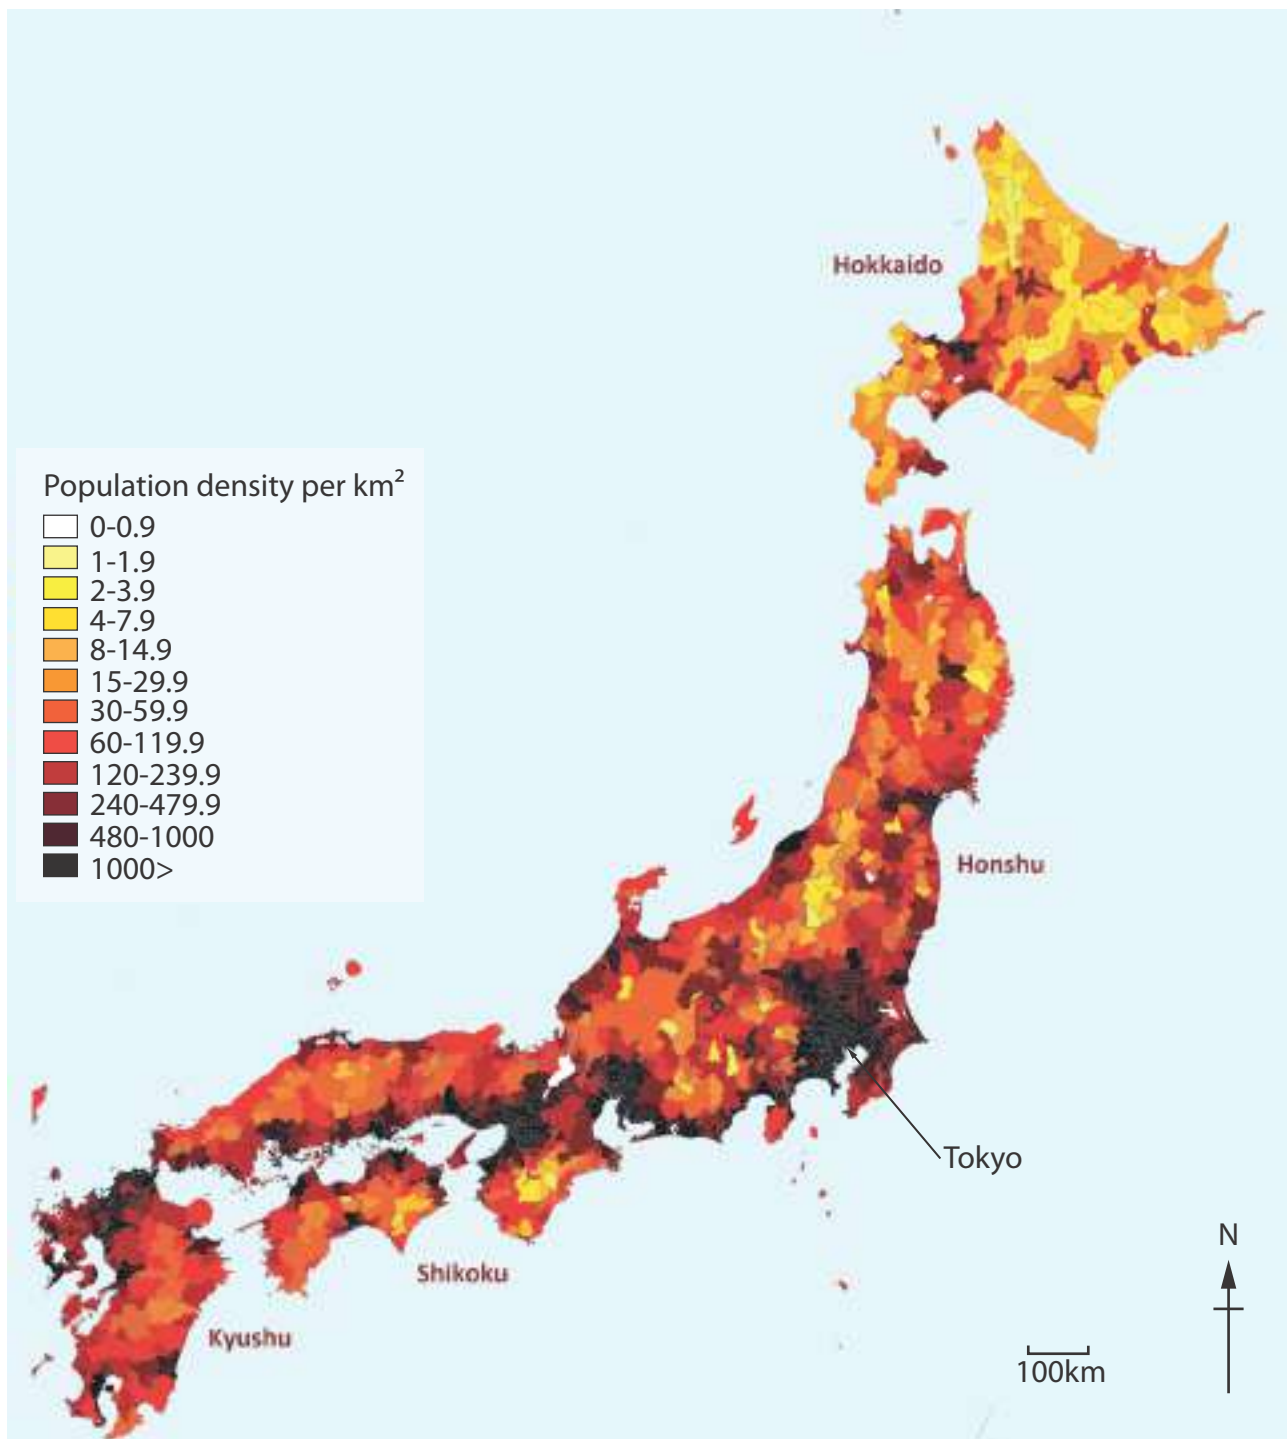 Hokkaido
Population density per km²
0-0.9
1-1.9
2-3.9
4-7.9
8-14.9
15-29.9
30-59.9
60-119.9
120-239.9
240-479.9
480-1000
1000>
Honshu
Tokyo
N
Shikoku
Kyushu
100km